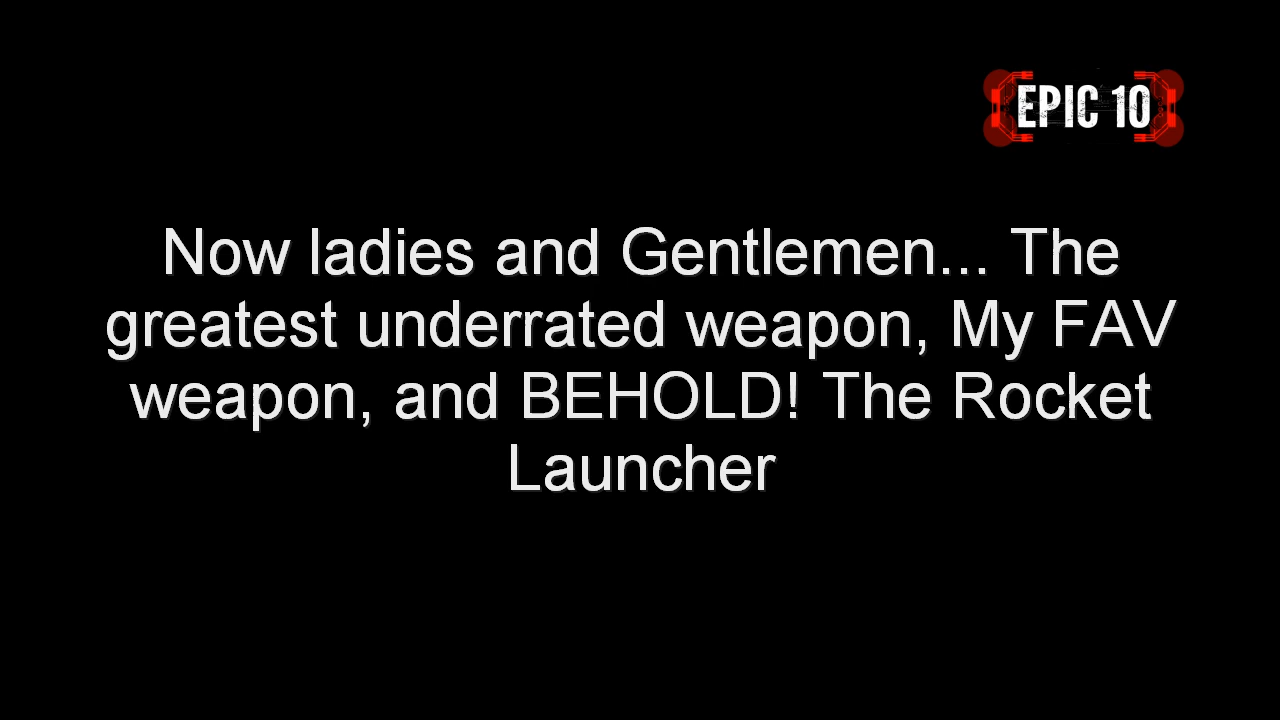 EPIC 10
Now ladies and Gentlemen... The
greatest underrated weapon, My FAV
weapon, and BEHOLD! The Rocket
Launcher